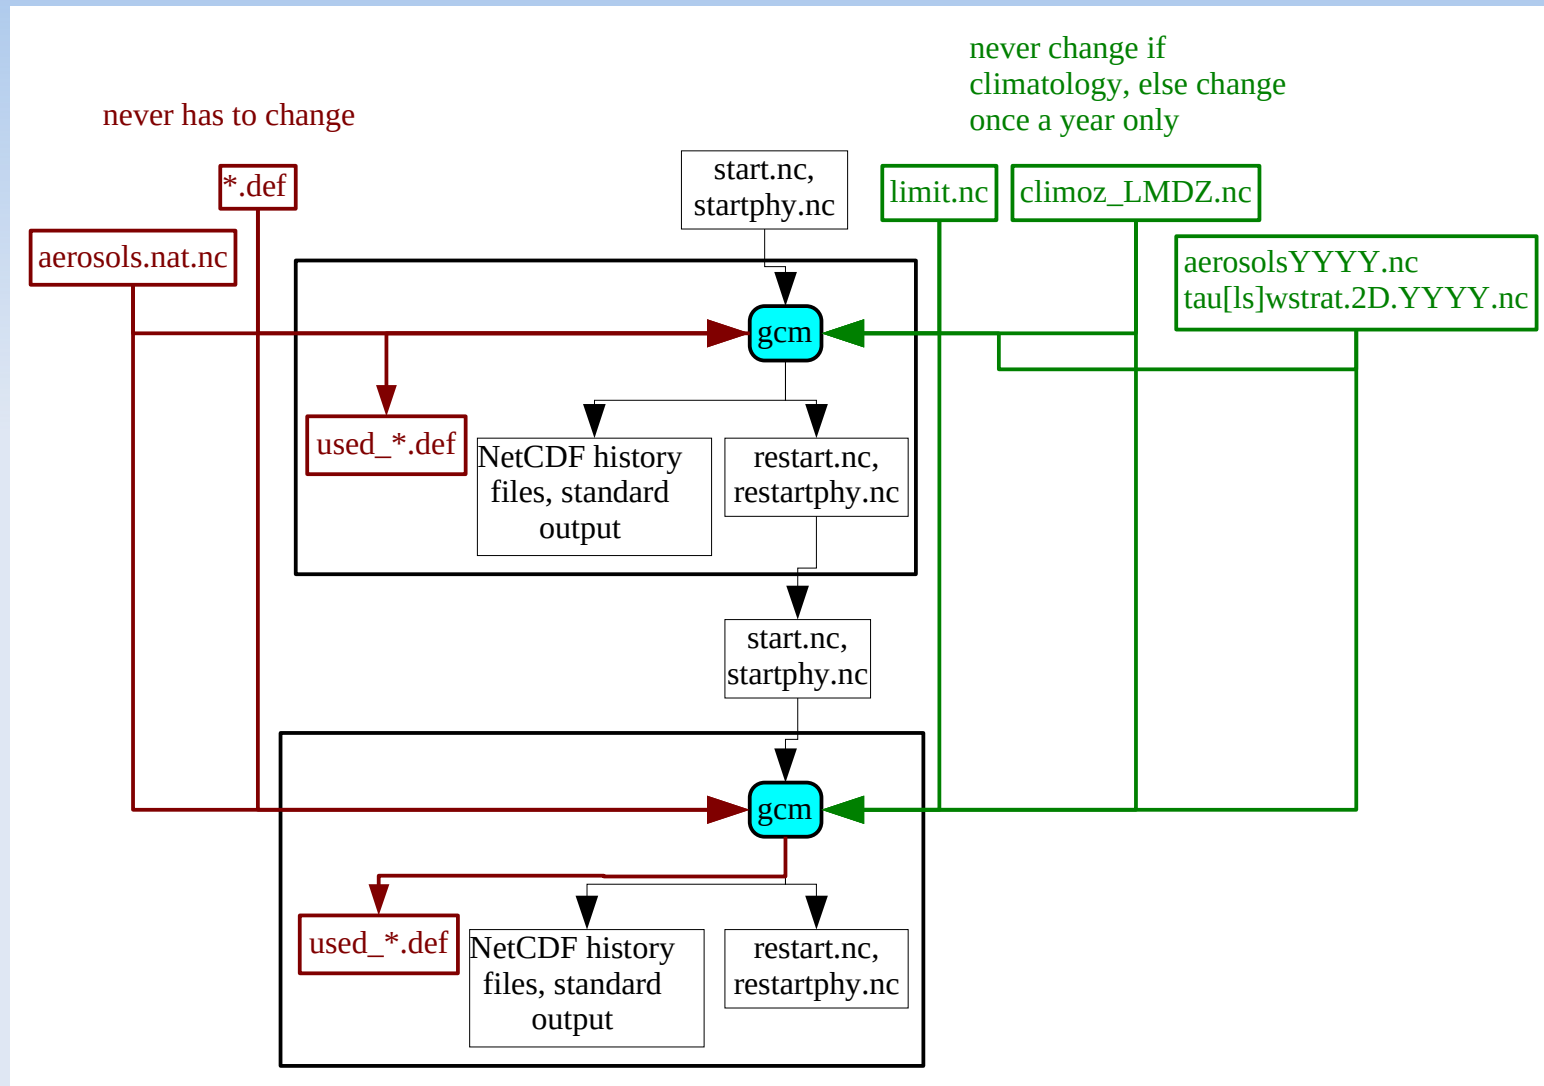 never change if
climatology, else change
once a year only
never has to change
*.def
start.nc,
startphy.nc
limit.nc
climoz_LMDZ.nc
aerosols.nat.nc
aerosolsYYYY.nc
tau[ls]wstrat.2D.YYYY.nc
gcm
used_*.def
NetCDF history
files, standard
output
restart.nc,
restartphy.nc
start.nc,
startphy.nc
gcm
used_*.def
NetCDF history
files, standard
output
restart.nc,
restartphy.nc